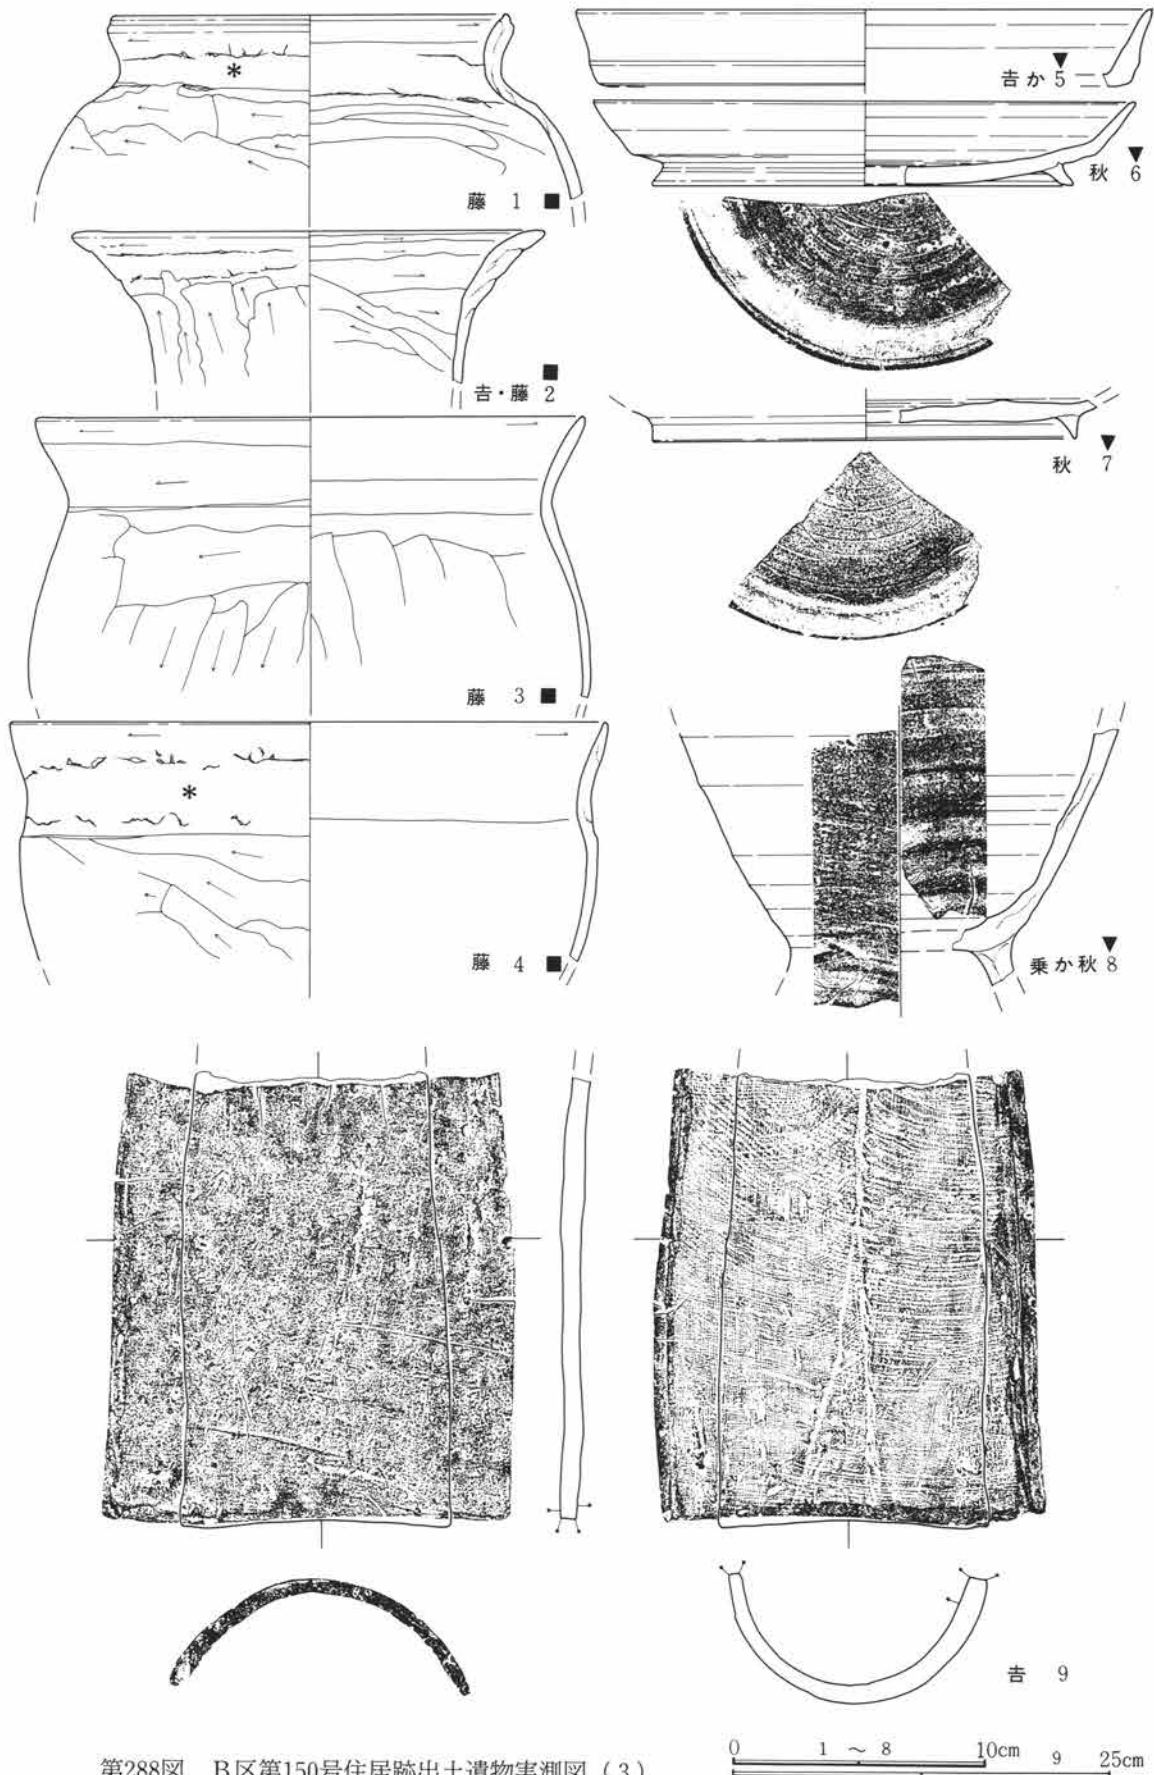 *
藤 1 ■
吉・藤 2 ■
藤 3 ■
*
藤 4 ■
吉か 5 ▼
秋 6 ▼
秋 7 ▼
乗か秋 8 ▼
吉 9
第288図 B区第150号住居跡出土遺物実測図(3)
0 1 ~ 8 10cm 9 25cm